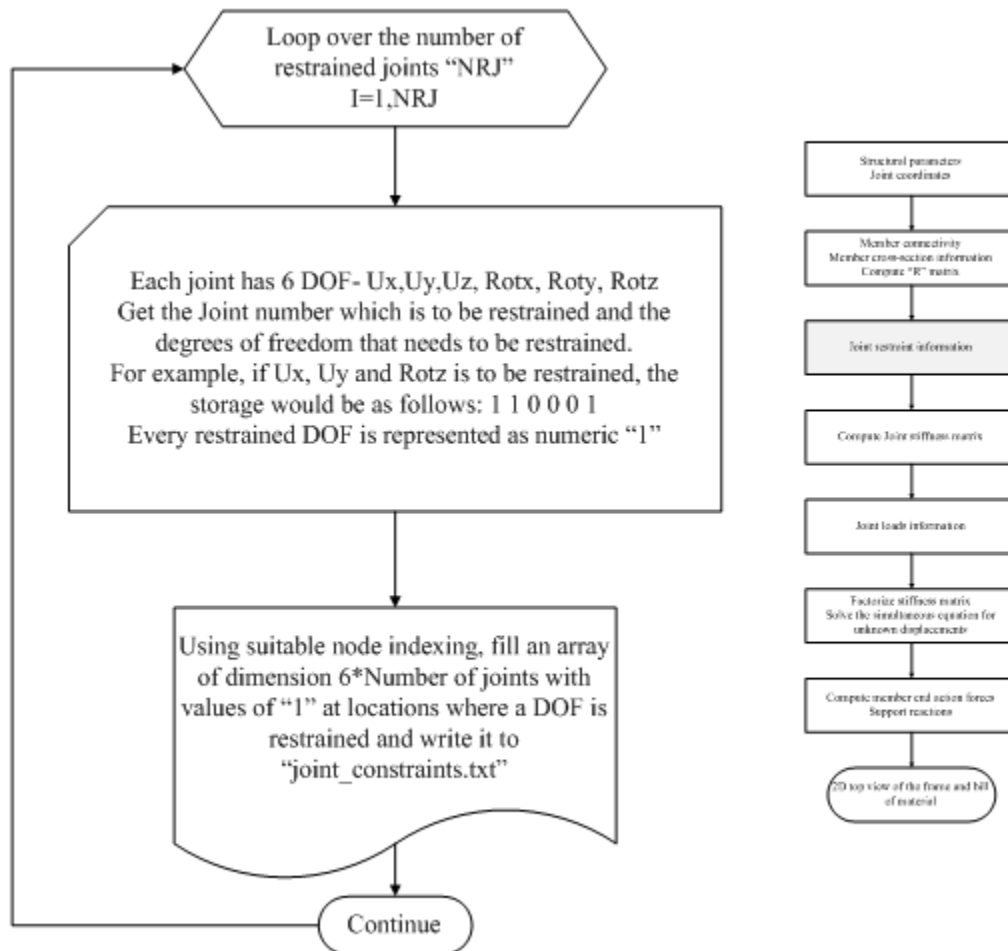 Loop over the number of
restrained joints “NRJ”
I=1,NRJ
Each joint has 6 DOF- Ux,Uy,Uz, Rotx, Roty, Rotz
Get the Joint number which is to be restrained and the
degrees of freedom that needs to be restrained.
For example, if Ux, Uy and Rotz is to be restrained, the
storage would be as follows: 1 1 0 0 0 1
Every restrained DOF is represented as numeric “1”
Using suitable node indexing, fill an array
of dimension 6*Number of joints with
values of “1” at locations where a DOF is
restrained and write it to
“joint_constraints.txt”
Continue
Structural parameters
Joint coordinates
Member connectivity
Member cross-section information
Compute “R” matrix
Joint restraint information
Compute Joint stiffness matrix
Joint loads information
Factorize stiffness matrix
Solve the simultaneous equation for
unknown displacements
Compute member end action forces
Support reactions
2D top view of the frame and bill
of material